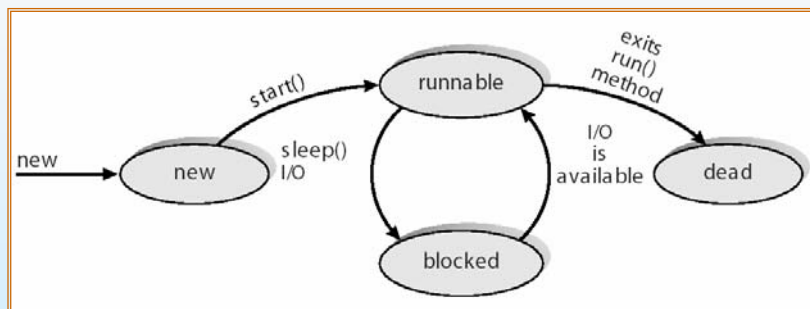 new
new
start()
sleep()
I/O
runnable
blocked
I/O
is
available
exits
run()
method
dead